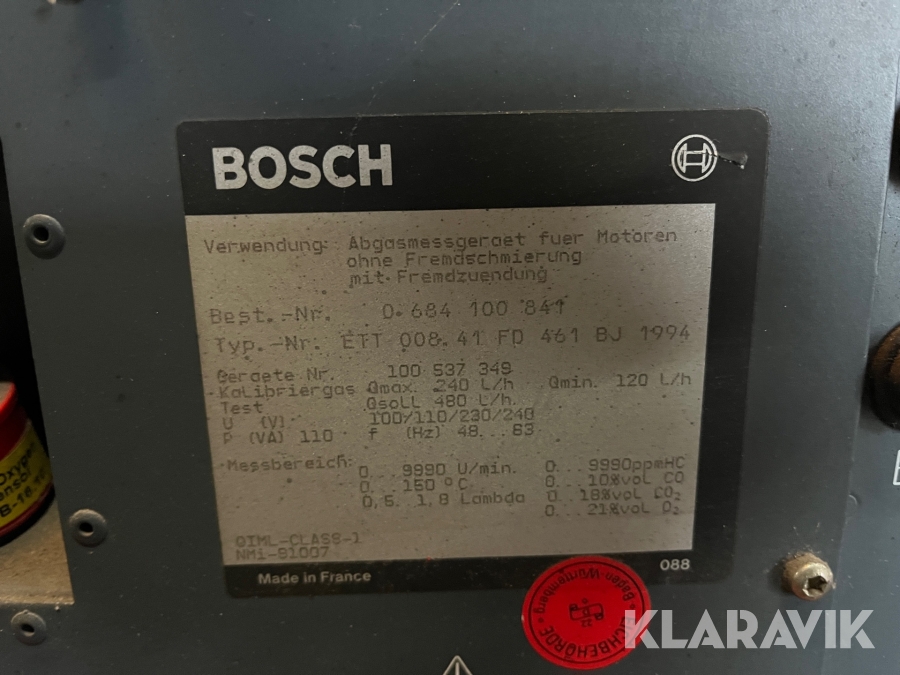 BOSCH
Verwendung: Abgasmessgeraet fuer Motoren
ohne Fremdschmierung
mit Fremdzuendung
Best.-Nr. 0 684 100 841
Typ.-Nr. ETT 008.41 FD 461 BJ 1994
Geraete Nr. 100 537 349
Kalibriergas Qmax. 240 L/h Qmin. 120 L/h
Test Qsoll 480 L/h.
U (V) 100/110/230/240
P (VA) 110 f (Hz) 48...63
Messbereich: 0...9990 U/min. 0...9990ppmHC
0...150 °C 0...10%vol CO
0,5...1,8 Lambda 0...18%vol CO₂
0...21%vol O₂
OIML-CLASS-1
NMi-91007
Made in France
088
Baden-Württemberg
EICHBEHÖRDE
KLARAVIK